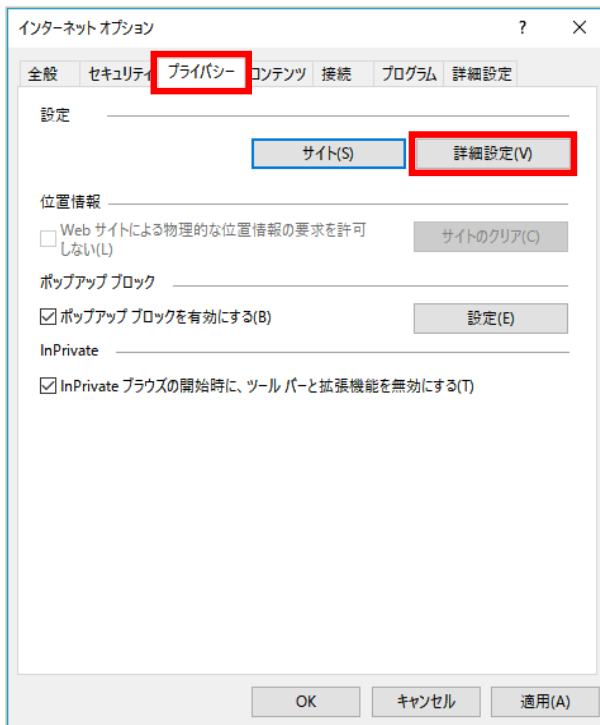 インターネット オプション ? ×
全般 セキュリティ プライバシー コンテンツ 接続 プログラム 詳細設定
設定
サイト(S) 詳細設定(V)
位置情報
Web サイトによる物理的な位置情報の要求を許可
しない(L)
サイトのクリア(C)
ポップアップ ブロック
ポップアップ ブロックを有効にする(B) 設定(E)
InPrivate
InPrivate ブラウズの開始時に、ツール バーと拡張機能を無効にする(T)
OK キャンセル 適用(A)